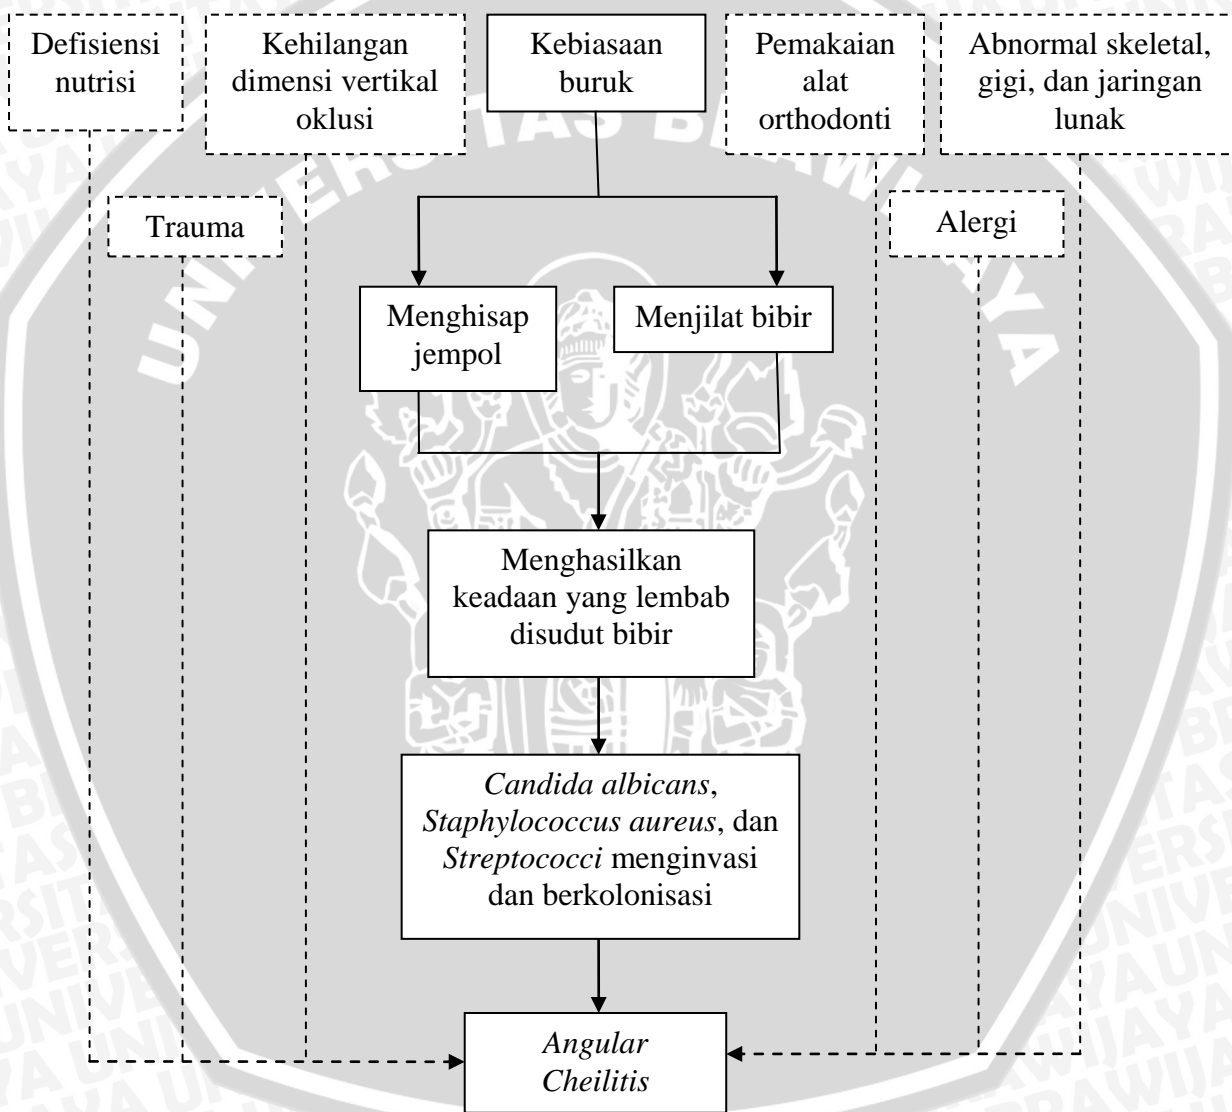 Defisiensi
nutrisi
Kehilangan
dimensi vertikal
oklusi
Kebiasaan
buruk
Pemakaian
alat
orthodonti
Abnormal skeletal,
gigi, dan jaringan
lunak
Trauma
Alergi
Menghisap
jempol
Menjilat bibir
Menghasilkan
keadaan yang lembab
disudut bibir
Candida albicans,
Staphylococcus aureus, dan
Streptococci menginvasi
dan berkolonisasi
Angular
Cheilitis
UNIVERSITAS BRAWIJAYA